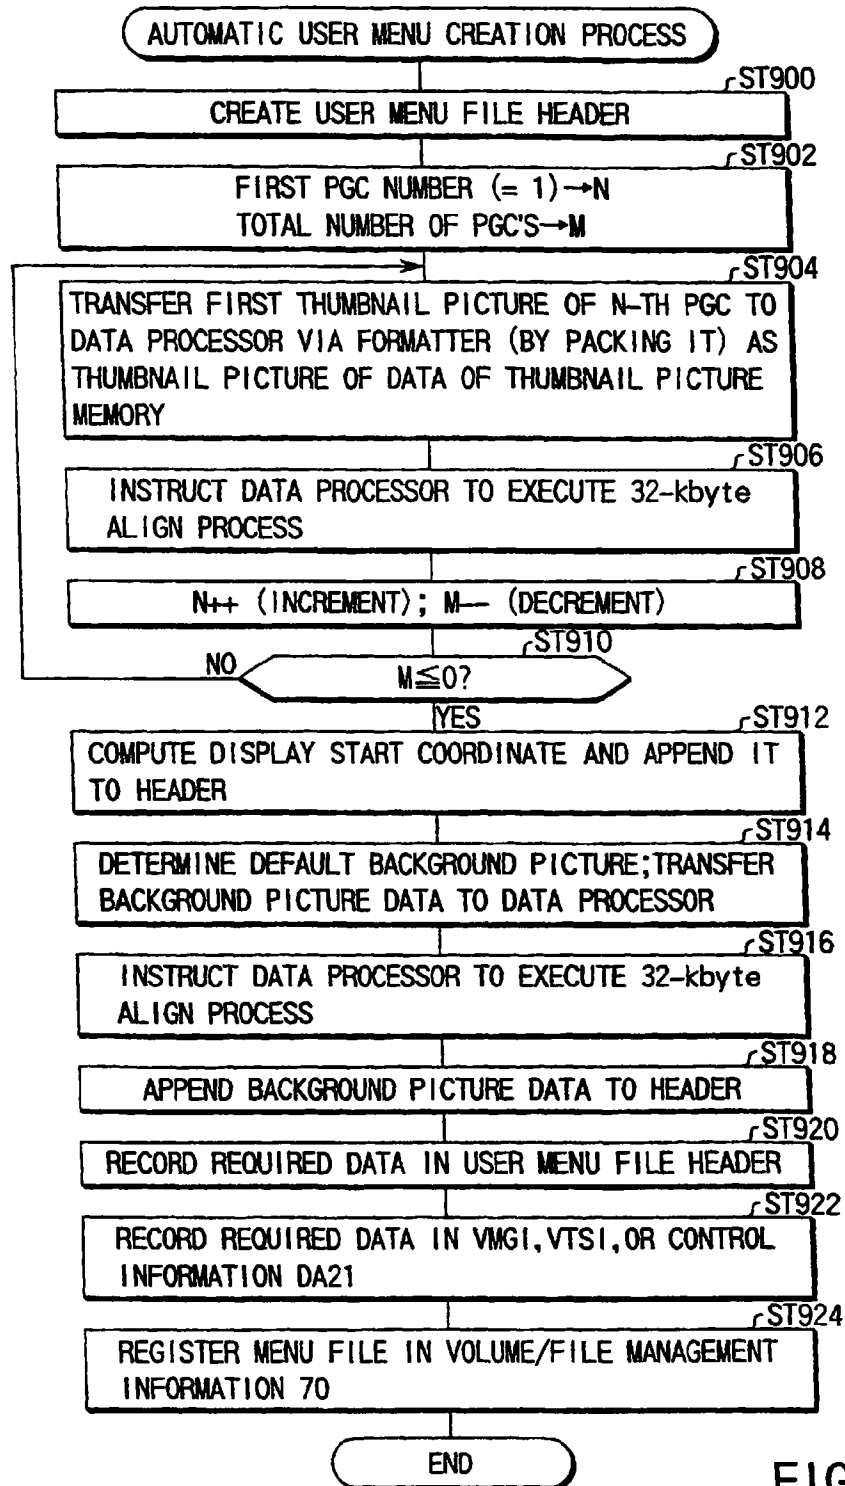 AUTOMATIC USER MENU CREATION PROCESS
ST900
CREATE USER MENU FILE HEADER
ST902
FIRST PGC NUMBER (= 1)→N
TOTAL NUMBER OF PGC'S→M
ST904
TRANSFER FIRST THUMBNAIL PICTURE OF N-TH PGC TO
DATA PROCESSOR VIA FORMATTER (BY PACKING IT) AS
THUMBNAIL PICTURE OF DATA OF THUMBNAIL PICTURE
MEMORY
ST906
INSTRUCT DATA PROCESSOR TO EXECUTE 32-kbyte
ALIGN PROCESS
ST908
N++ (INCREMENT); M-- (DECREMENT)
ST910
NO
M≦0?
YES
ST912
COMPUTE DISPLAY START COORDINATE AND APPEND IT
TO HEADER
ST914
DETERMINE DEFAULT BACKGROUND PICTURE;TRANSFER
BACKGROUND PICTURE DATA TO DATA PROCESSOR
ST916
INSTRUCT DATA PROCESSOR TO EXECUTE 32-kbyte
ALIGN PROCESS
ST918
APPEND BACKGROUND PICTURE DATA TO HEADER
ST920
RECORD REQUIRED DATA IN USER MENU FILE HEADER
ST922
RECORD REQUIRED DATA IN VMGI,VTSI,OR CONTROL
INFORMATION DA21
ST924
REGISTER MENU FILE IN VOLUME/FILE MANAGEMENT
INFORMATION 70
END